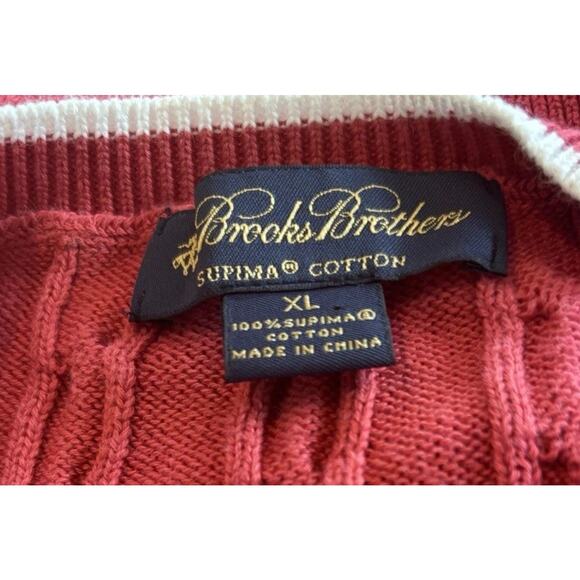 Brooks Brothers
SUPIMA® COTTON
XL
100% SUPIMA®
COTTON
MADE IN CHINA